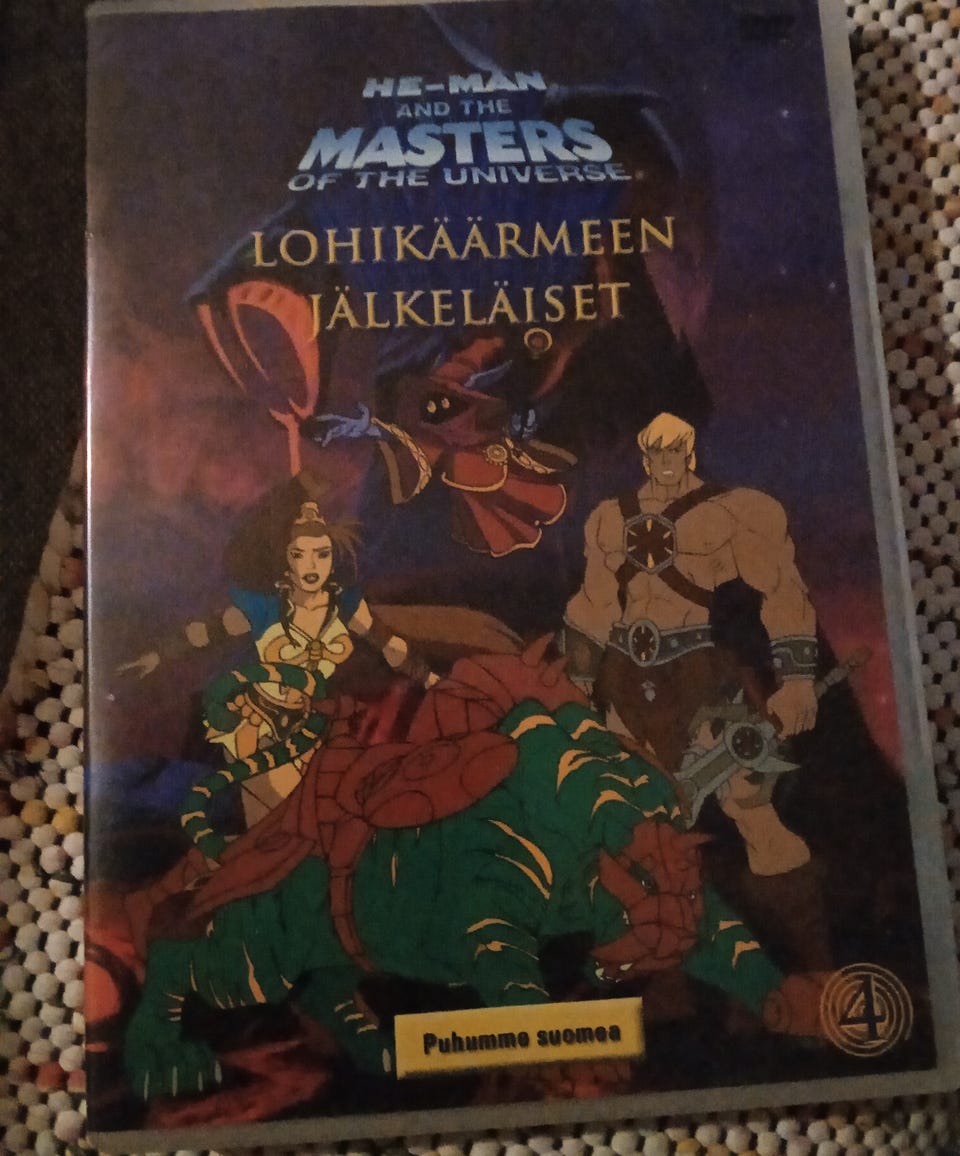 HE-MAN
AND THE
MASTERS
OF THE UNIVERSE
LOHIKÄÄRMEEN
JÄLKELÄISET
Puhumme suomea
4